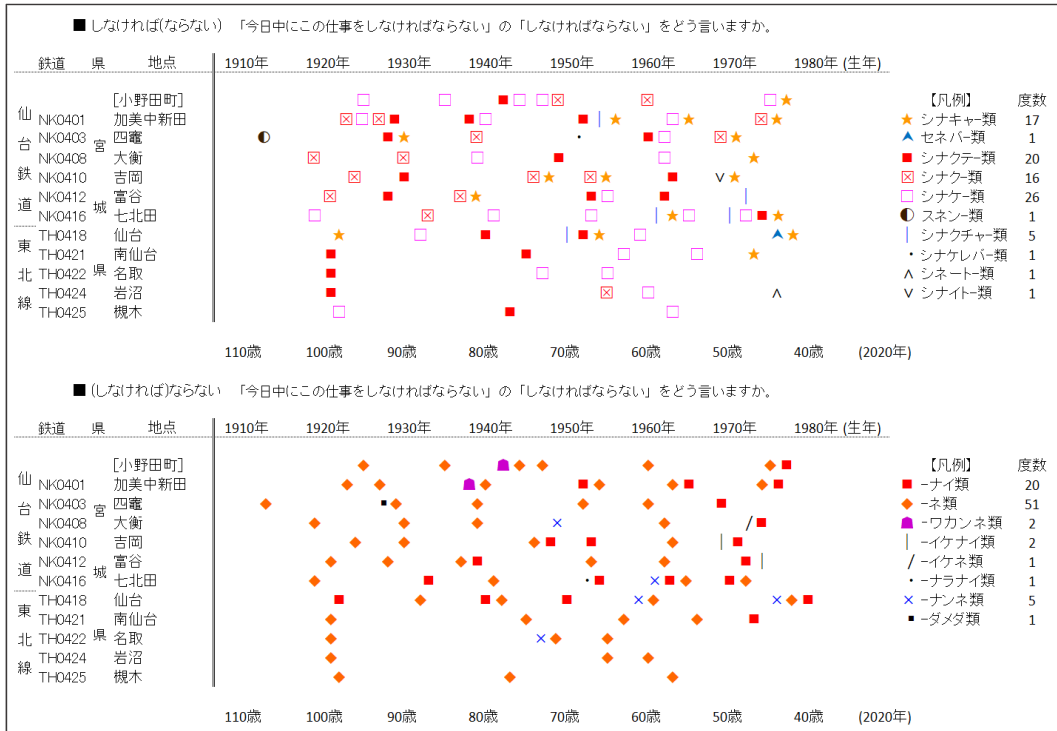 ■ しなければ(ならない) 「今日中にこの仕事をしなければならない」の「しなければならない」をどう言いますか。
鉄道 県 地点 1910年 1920年 1930年 1940年 1950年 1960年 1970年 1980年 (生年)
仙台鉄道 東北線
宮城県
[小野田町] 【凡例】 度数
NK0401 加美中新田 シナキャー類 17
NK0403 四竈 セネバー類 1
NK0408 大衡 シナクテー類 20
NK0410 吉岡 シナクー類 16
NK0412 富谷 シナケー類 26
NK0416 七北田 スネンー類 1
TH0418 仙台 シナクチャー類 5
TH0421 南仙台 シナケレバー類 1
TH0422 名取 シネートー類 1
TH0424 岩沼 シナイトー類 1
TH0425 槻木
110歳 100歳 90歳 80歳 70歳 60歳 50歳 40歳 (2020年)
■ (しなければ)ならない 「今日中にこの仕事をしなければならない」の「しなければならない」をどう言いますか。
鉄道 県 地点 1910年 1920年 1930年 1940年 1950年 1960年 1970年 1980年 (生年)
仙台鉄道 東北線
宮城県
[小野田町] 【凡例】 度数
NK0401 加美中新田 -ナイ類 20
NK0403 四竈 -ネ類 51
NK0408 大衡 -ワカンネ類 2
NK0410 吉岡 -イケナイ類 2
NK0412 富谷 -イケネ類 1
NK0416 七北田 -ナラナイ類 1
TH0418 仙台 -ナンネ類 5
TH0421 南仙台 -ダメダ類 1
TH0422 名取
TH0424 岩沼
TH0425 槻木
110歳 100歳 90歳 80歳 70歳 60歳 50歳 40歳 (2020年)